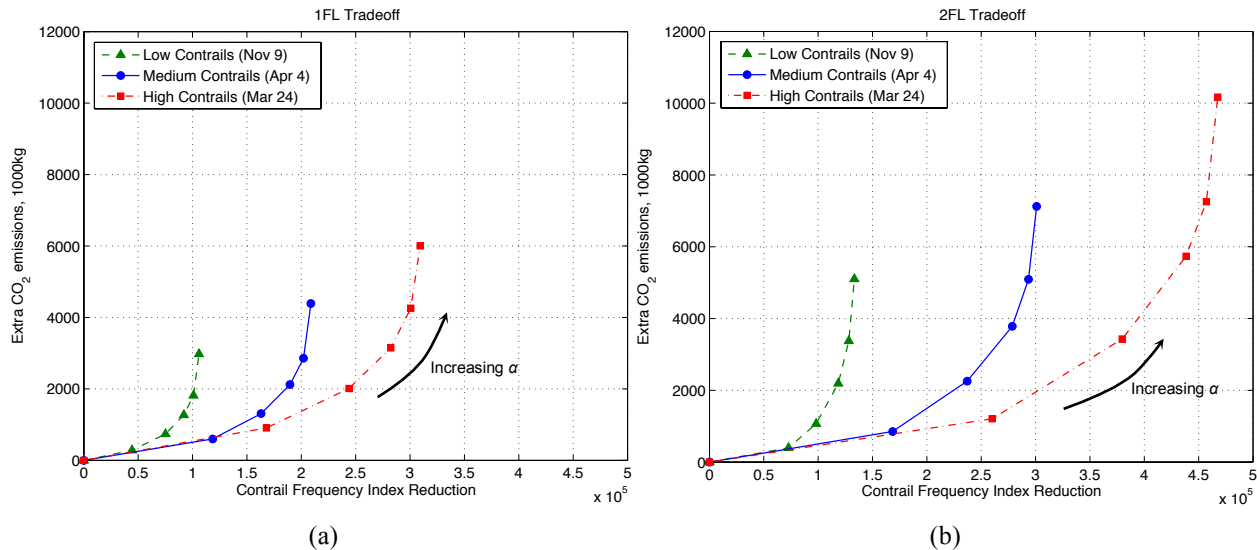 1FL Tradeoff
12000
10000
8000
6000
4000
2000
0
Extra CO2 emissions, 1000kg
Low Contrails (Nov 9)
Medium Contrails (Apr 4)
High Contrails (Mar 24)
Increasing α
0 0.5 1 1.5 2 2.5 3 3.5 4 4.5 5
x 10^5
Contrail Frequency Index Reduction
(a)
2FL Tradeoff
12000
10000
8000
6000
4000
2000
0
Extra CO2 emissions, 1000kg
Low Contrails (Nov 9)
Medium Contrails (Apr 4)
High Contrails (Mar 24)
Increasing α
0 0.5 1 1.5 2 2.5 3 3.5 4 4.5 5
x 10^5
Contrail Frequency Index Reduction
(b)